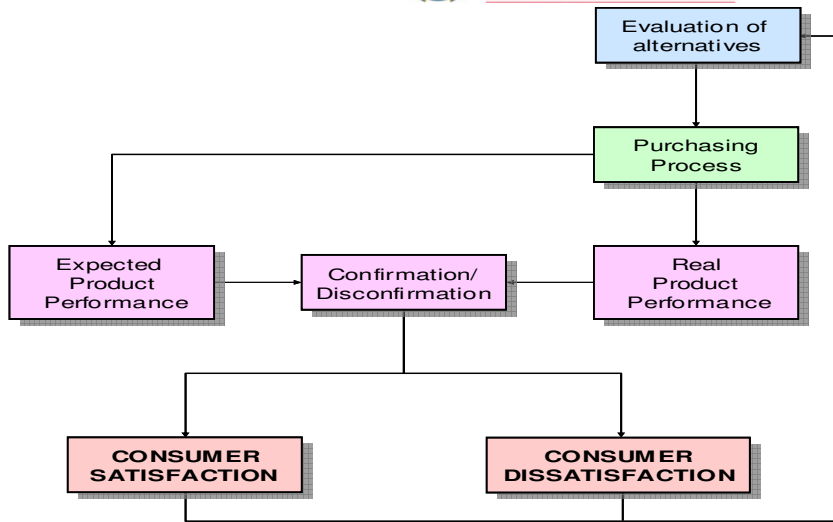 Evaluation of
alternatives
Purchasing
Process
Expected
Product
Performance
Confirmation/
Disconfirmation
Real
Product
Performance
CONSUMER
SATISFACTION
CONSUMER
DISSATISFACTION